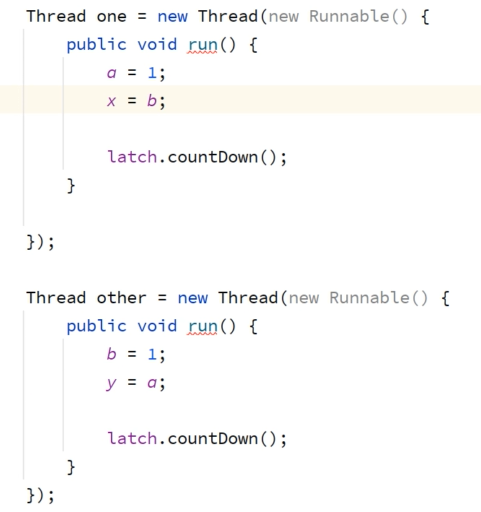 Thread one = new Thread(new Runnable() {
public void run() {
a = 1;
x = b;
latch.countDown();
}
});
Thread other = new Thread(new Runnable() {
public void run() {
b = 1;
y = a;
latch.countDown();
}
});